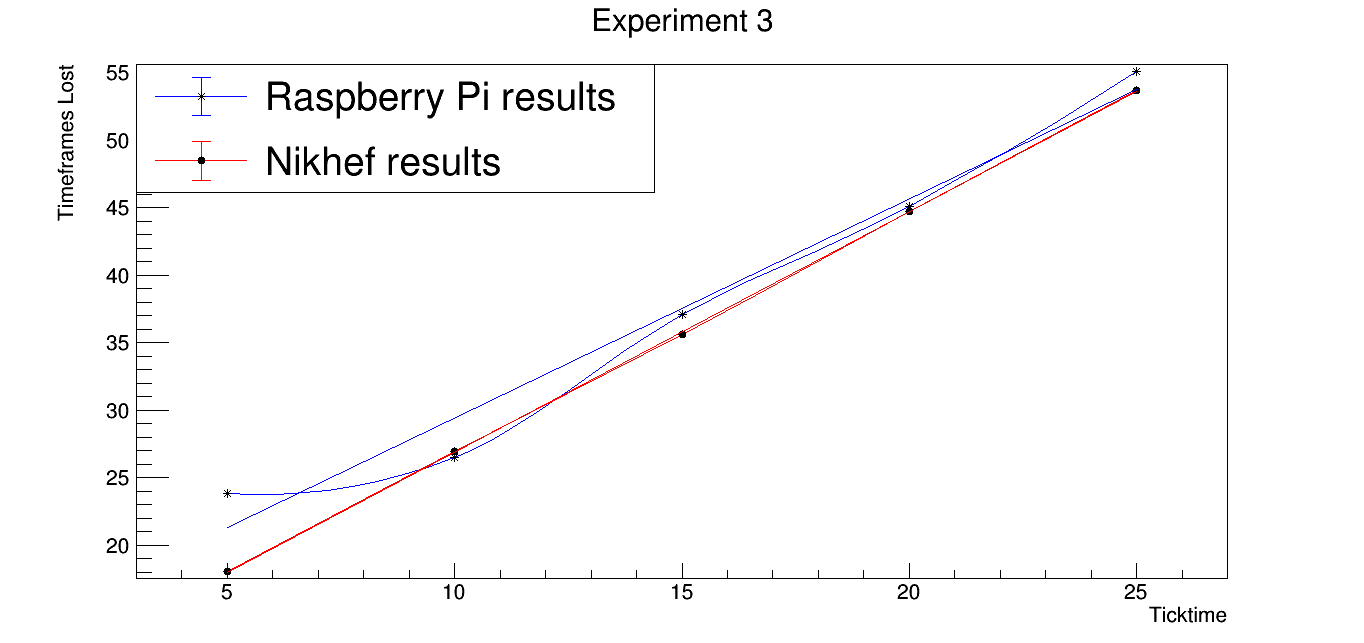 Experiment 3
Timeframes Lost
55
50
45
40
35
30
25
20
Raspberry Pi results
Nikhef results
5 10 15 20 25
Ticktime